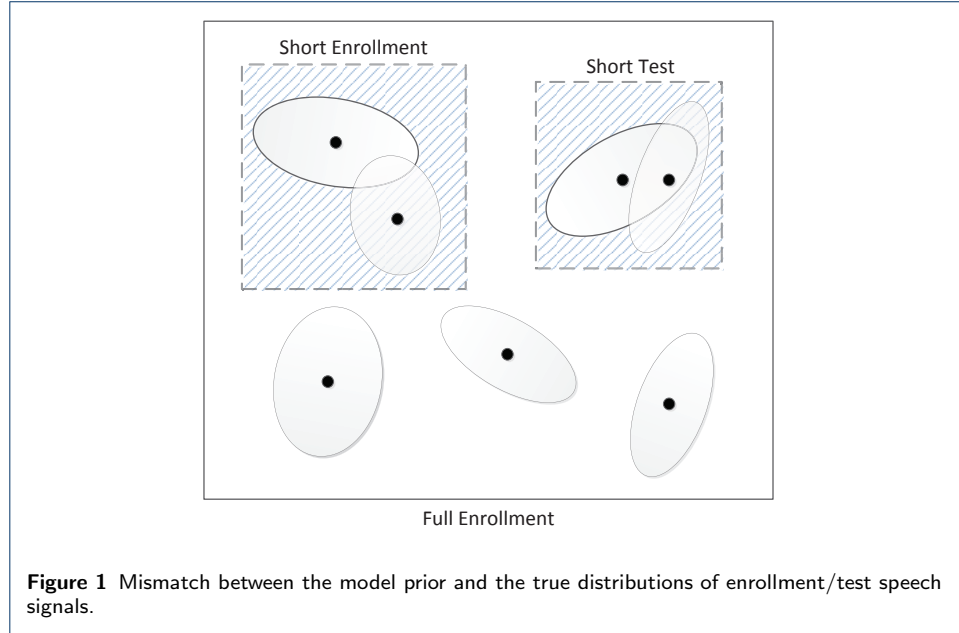 Short Enrollment
Short Test
Full Enrollment
Figure 1 Mismatch between the model prior and the true distributions of enrollment/test speech
signals.